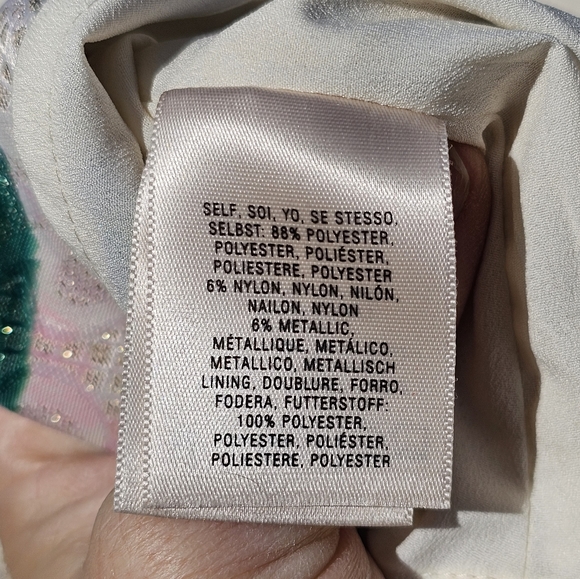 SELF, SOI, YO, SE STESSO,
SELBST: 88% POLYESTER,
POLYESTER, POLIÉSTER,
POLIESTERE, POLYESTER
6% NYLON, NYLON, NILÓN,
NAILON, NYLON
6% METALLIC,
MÉTALLIQUE, METÁLICO,
METALLICO, METALLISCH
LINING, DOUBLURE, FORRO,
FODERA, FUTTERSTOFF:
100% POLYESTER,
POLYESTER, POLIÉSTER,
POLIESTERE, POLYESTER